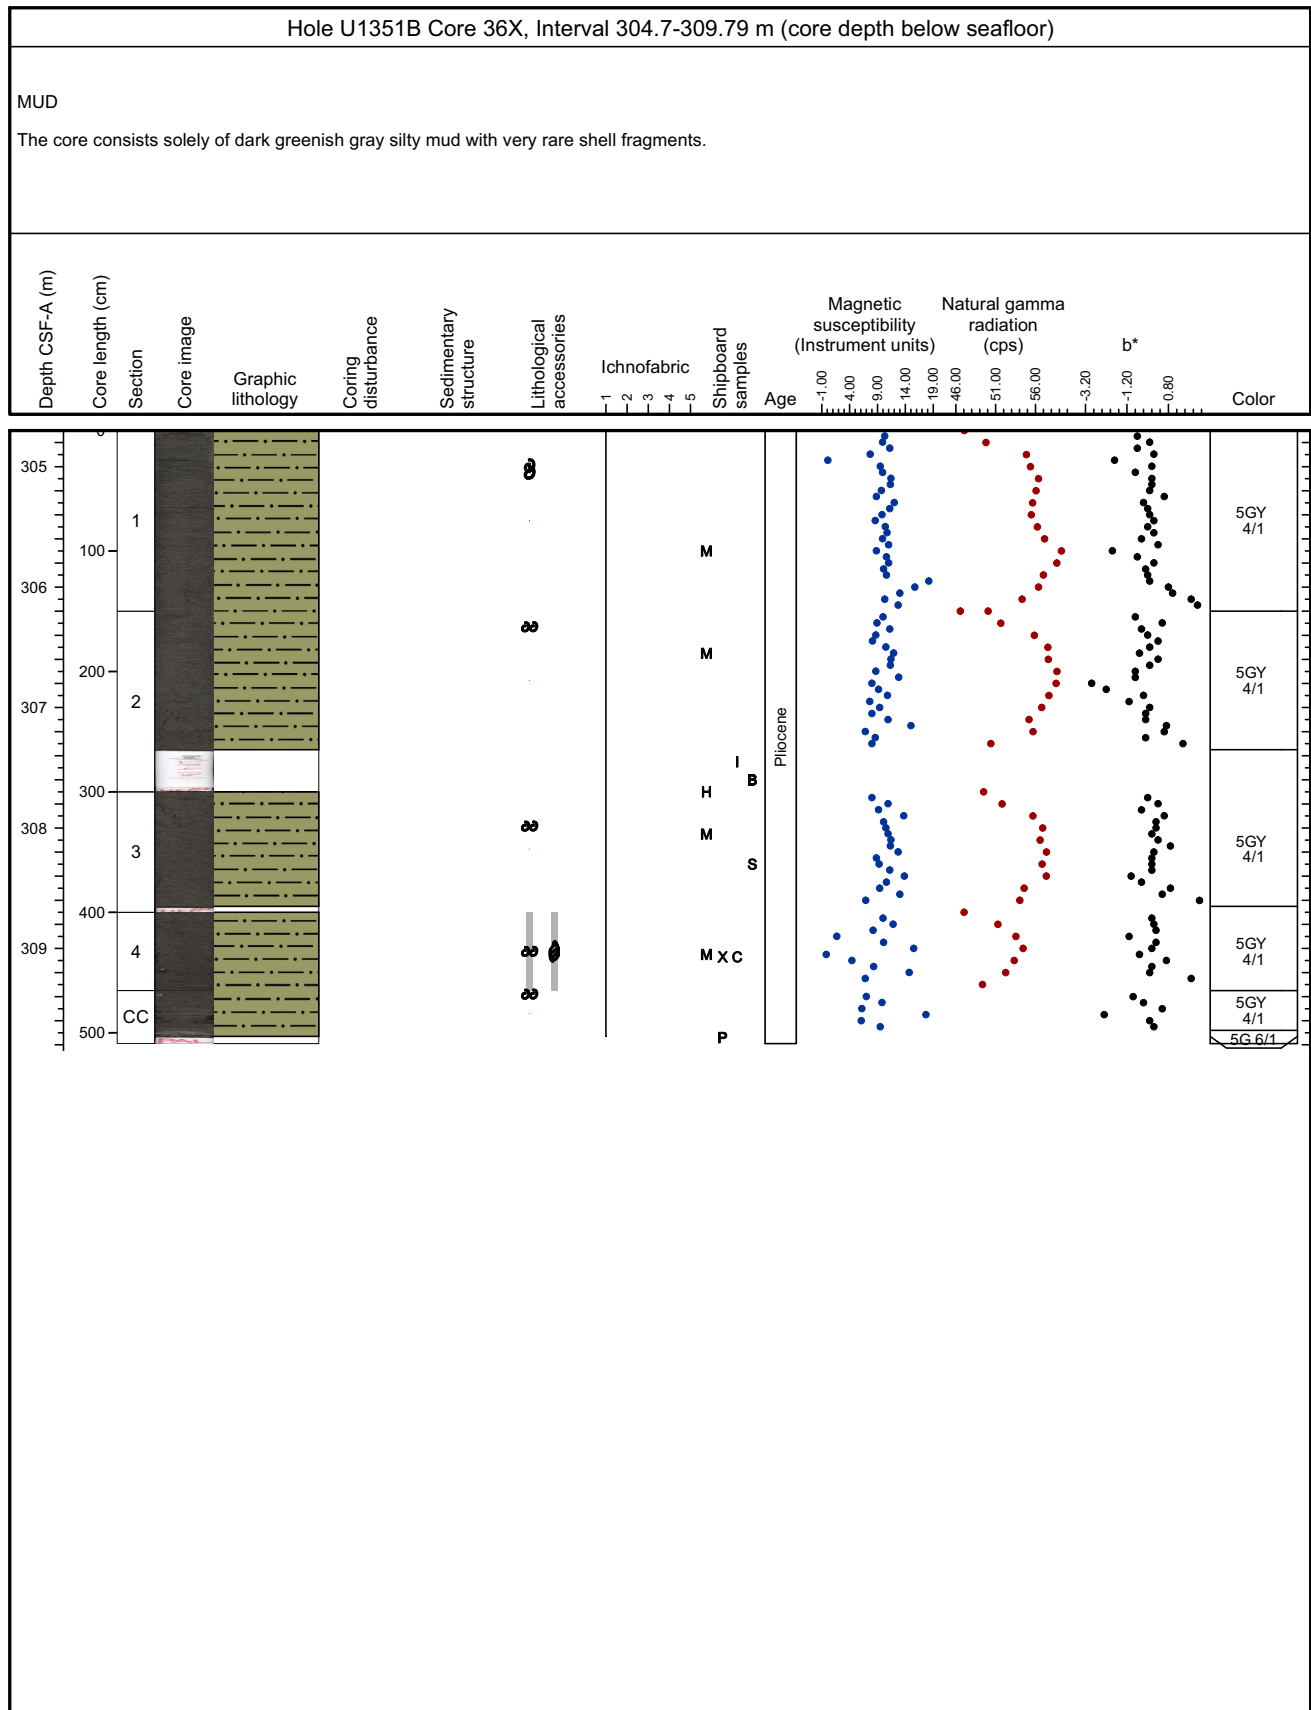 Hole U1351B Core 36X, Interval 304.7-309.79 m (core depth below seafloor)
MUD
The core consists solely of dark greenish gray silty mud with very rare shell fragments.
Depth CSF-A (m)
Core length (cm)
Section
Core image
Graphic
lithology
Coring
disturbance
Sedimentary
structure
Lithological
accessories
Ichnofabric
1 2 3 4 5
Shipboard
samples
Age
Magnetic
susceptibility
(Instrument units)
-1.00 4.00 9.00 14.00 19.00
Natural gamma
radiation
(cps)
46.00 51.00 56.00
b*
-3.20 -1.20 0.80
Color
0
305
1
5GY
4/1
100
M
306
M
200
2
5GY
4/1
307
Pliocene
I
B
300
H
308
M
3
5GY
4/1
S
400
309
4
M X C
5GY
4/1
CC
5GY
4/1
500
P
5G 6/1